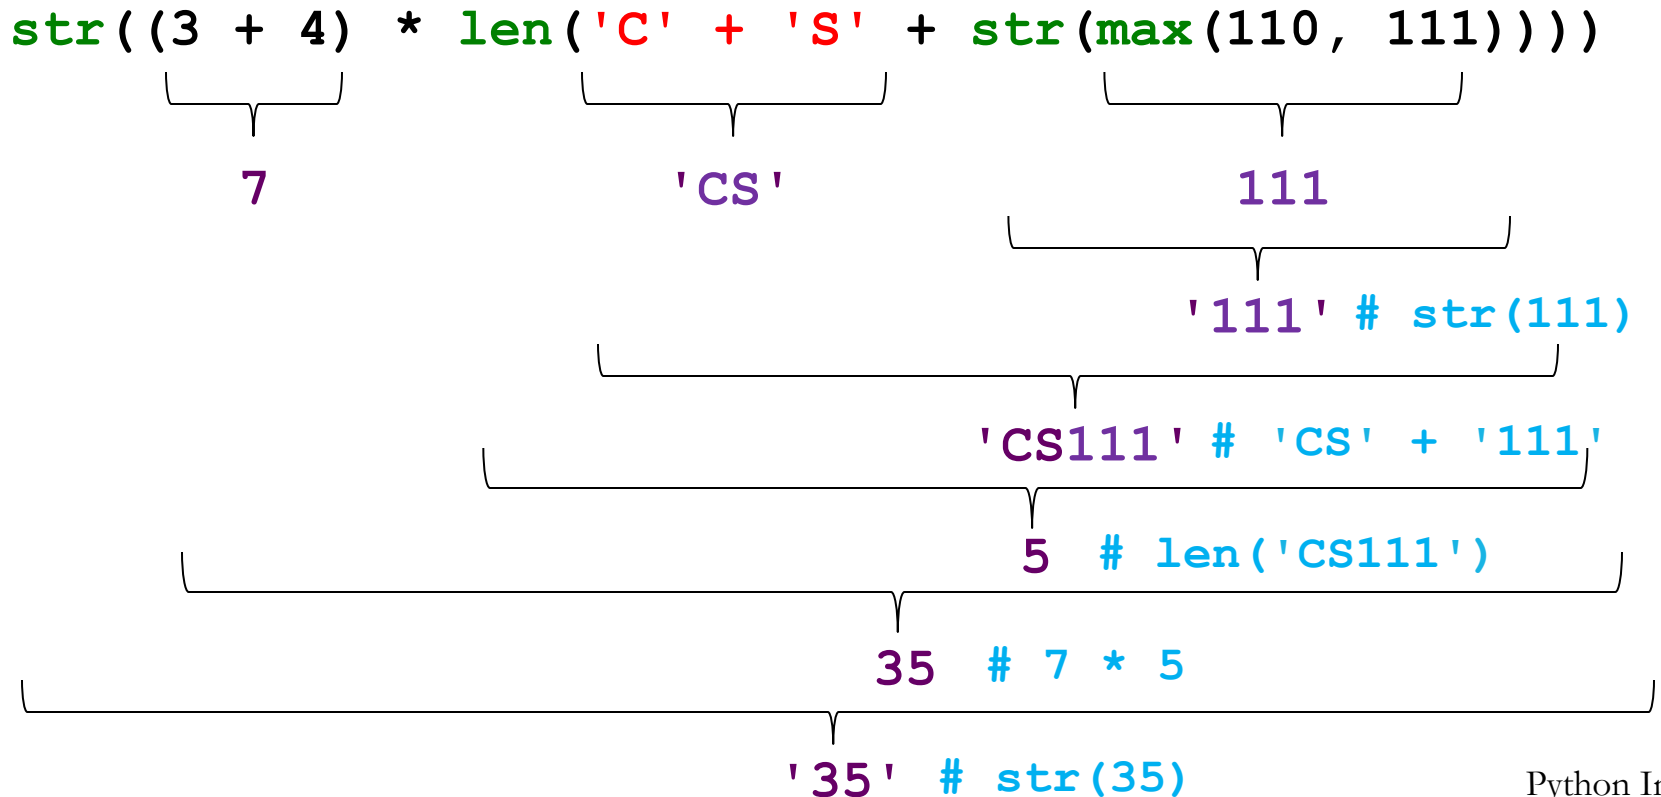 str((3 + 4) * len('C' + 'S' + str(max(110, 111))))
7 'CS' 111
'111' # str(111)
'CS111' # 'CS' + '111'
5 # len('CS111')
35 # 7 * 5
'35' # str(35)
Python